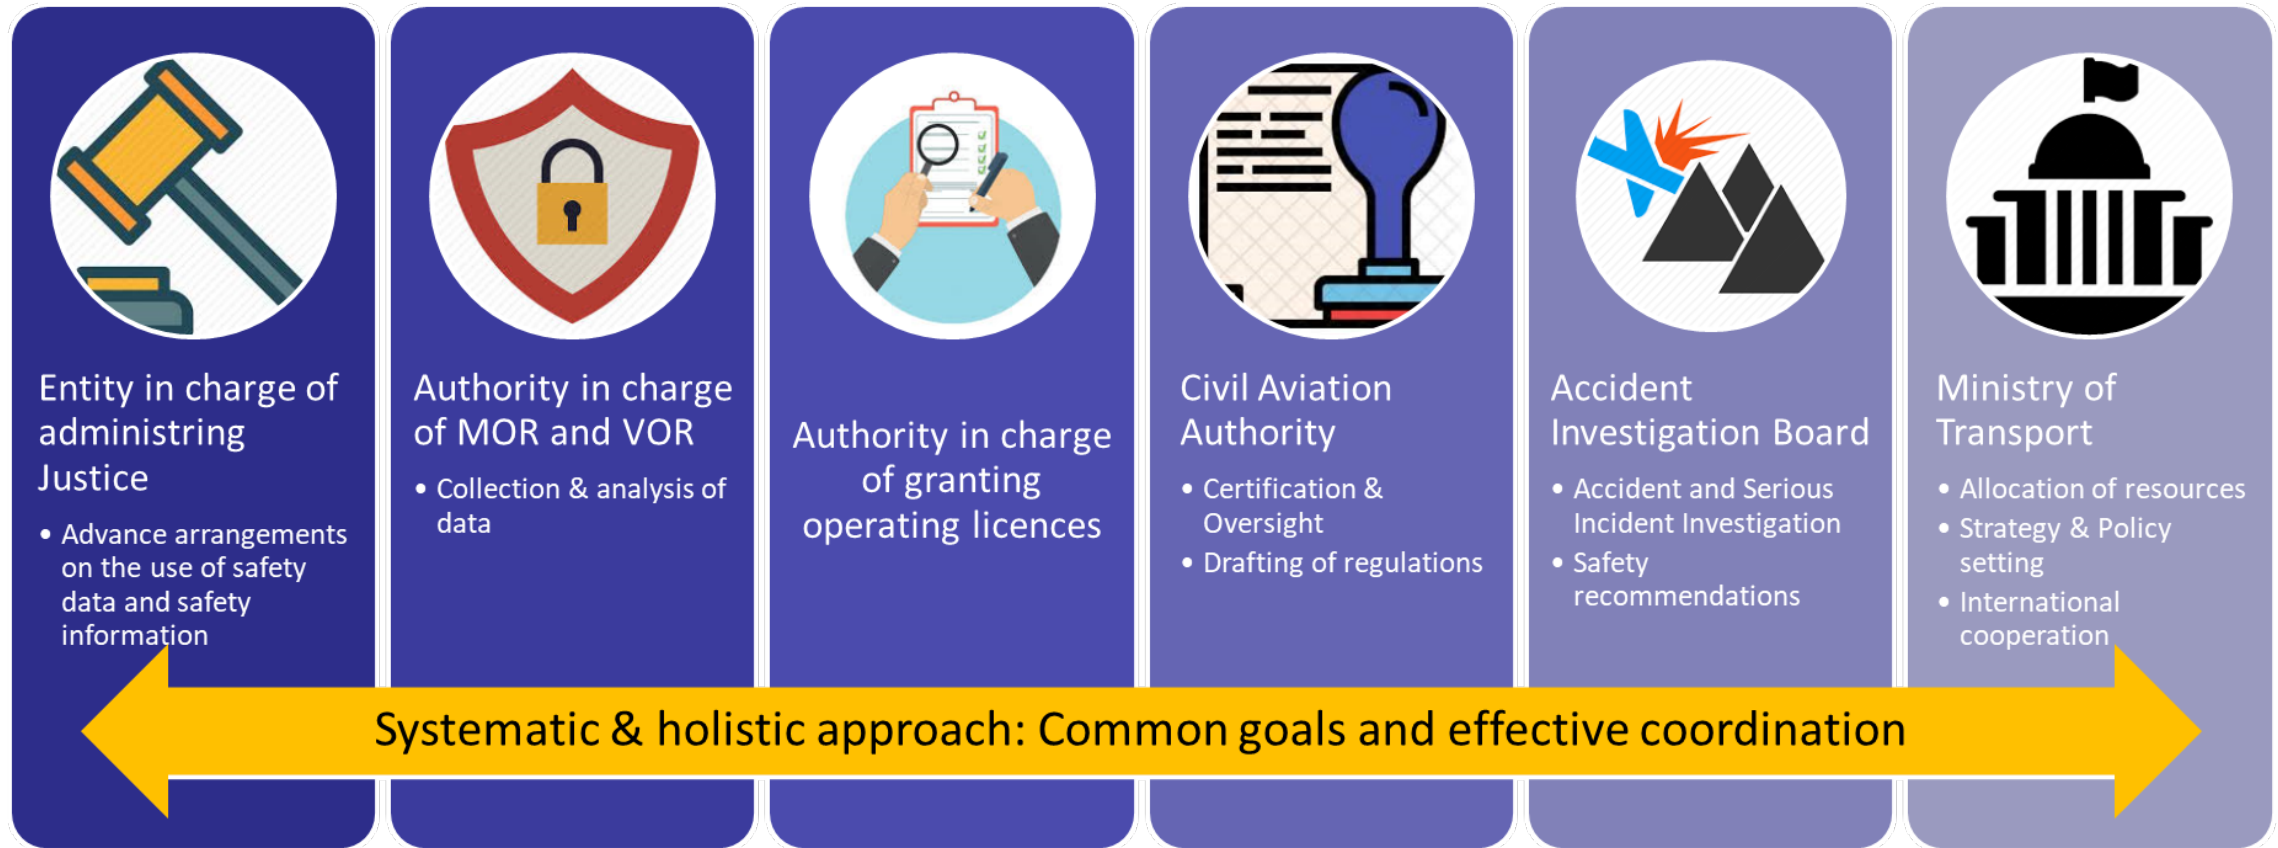 Entity in charge of
administring
Justice
• Advance arrangements
on the use of safety
data and safety
information
Authority in charge
of MOR and VOR
• Collection & analysis of
data
Authority in charge
of granting
operating licences
Civil Aviation
Authority
• Certification &
Oversight
• Drafting of regulations
Accident
Investigation Board
• Accident and Serious
Incident Investigation
• Safety
recommendations
Ministry of
Transport
• Allocation of resources
• Strategy & Policy
setting
• International
cooperation
Systematic & holistic approach: Common goals and effective coordination